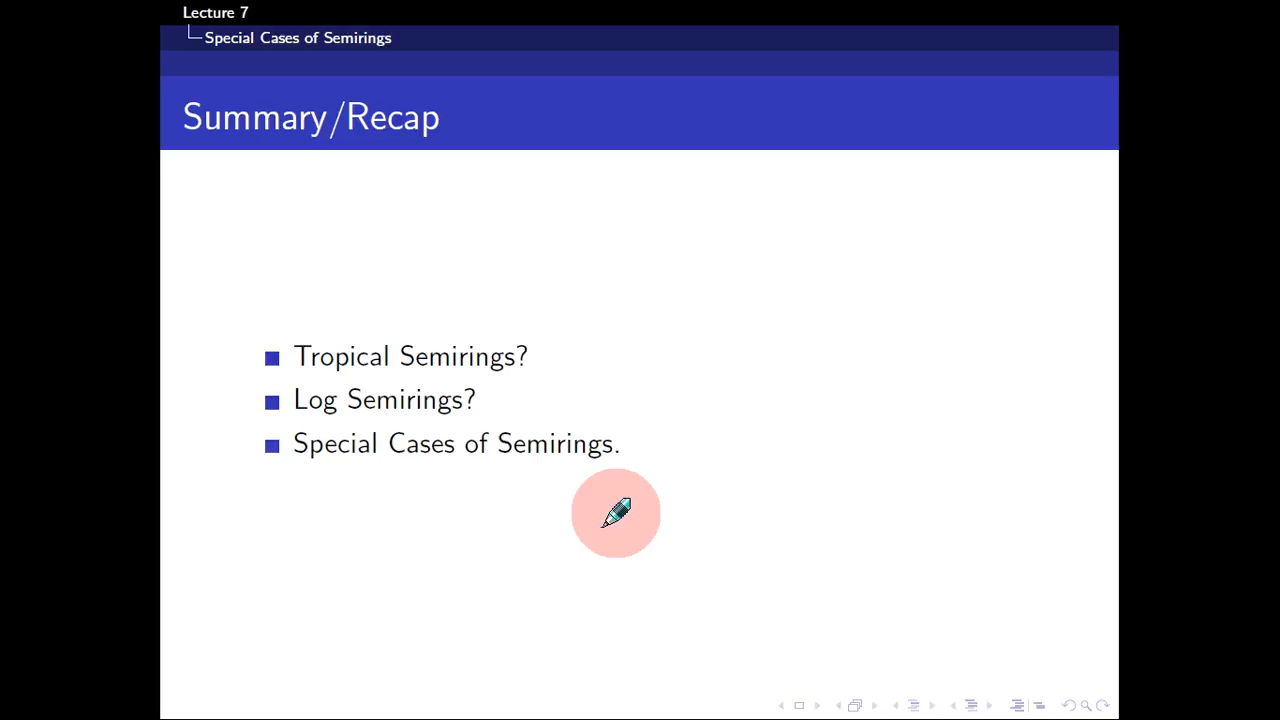 Lecture 7
Special Cases of Semirings
Summary/Recap
Tropical Semirings?
Log Semirings?
Special Cases of Semirings.